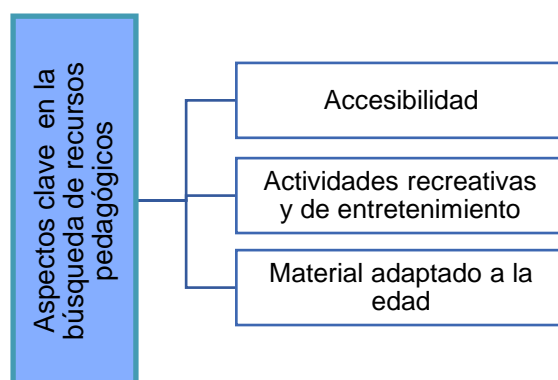 Aspectos clave en la
búsqueda de recursos
pedagógicos
Accesibilidad
Actividades recreativas
y de entretenimiento
Material adaptado a la
edad